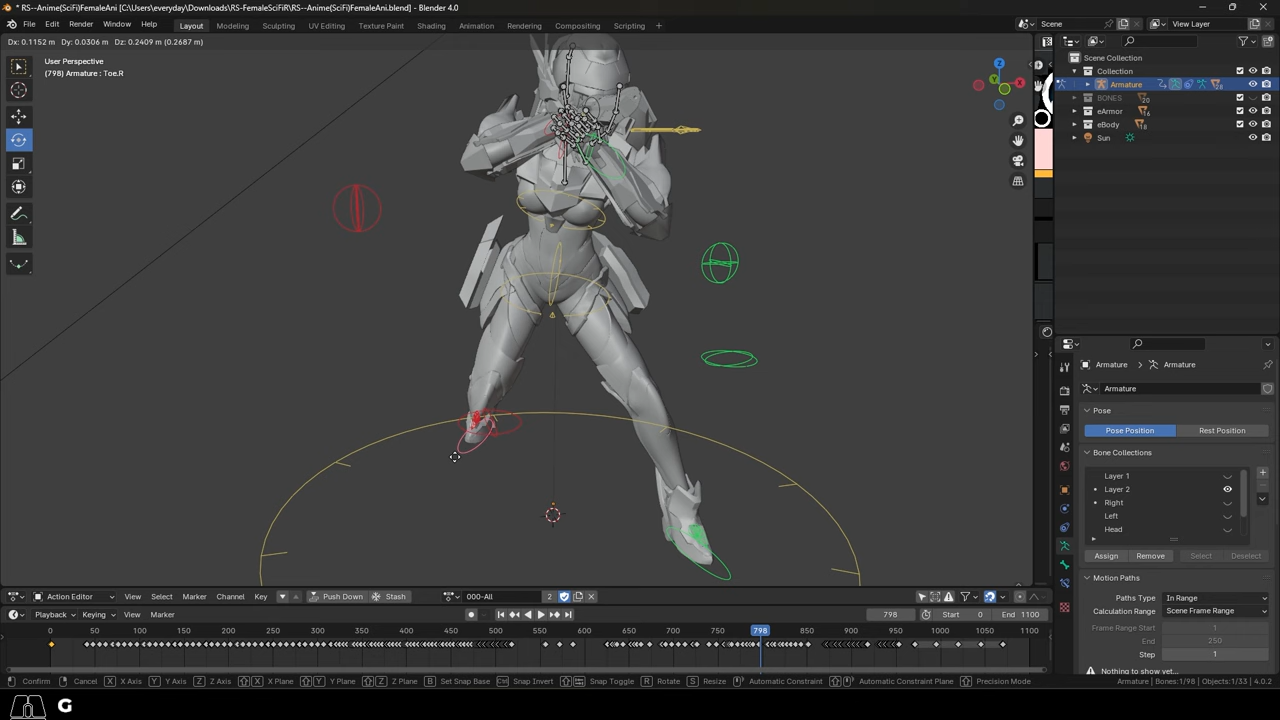 * RS--Anime(SciFi)FemaleAni [C:\Users\everyday\Downloads\RS-FemaleSciFiR\RS--Anime(SciFi)FemaleAni.blend] - Blender 4.0
File Edit Render Window Help Layout Modeling Sculpting UV Editing Texture Paint Shading Animation Rendering Compositing Scripting + Scene View Layer
Dx: 0.1152 m Dy: 0.0306 m Dz: 0.2409 m (0.2687 m)
User Perspective
(798) Armature : Toe.R
Z
Y
X
Scene Collection
Collection
Armature 28
BONES 20
eArmor 16
eBody 18
Sun
Armature > Armature
Armature
Pose
Pose Position Rest Position
Bone Collections
Layer 1
Layer 2
Right
Left
Head
Assign Remove Select Deselect
Motion Paths
Paths Type In Range
Calculation Range Scene Frame Range
Frame Range Start 1
End 250
Step 1
Nothing to show yet...
Action Editor View Select Marker Channel Key Push Down Stash 000-All 2
Playback Keying View Marker 798 Start 0 End 1100
0 50 100 150 200 250 300 350 400 450 500 550 600 650 700 750 798 850 900 950 1000 1050 1100
Confirm Cancel X X Axis Y Y Axis Z Z Axis X X Plane Y Y Plane Z Z Plane B Set Snap Base Snap Invert Snap Toggle R Rotate S Resize Automatic Constraint Automatic Constraint Plane Precision Mode Armature | Bones:1/98 | Objects:1/33 | 4.0.2
G